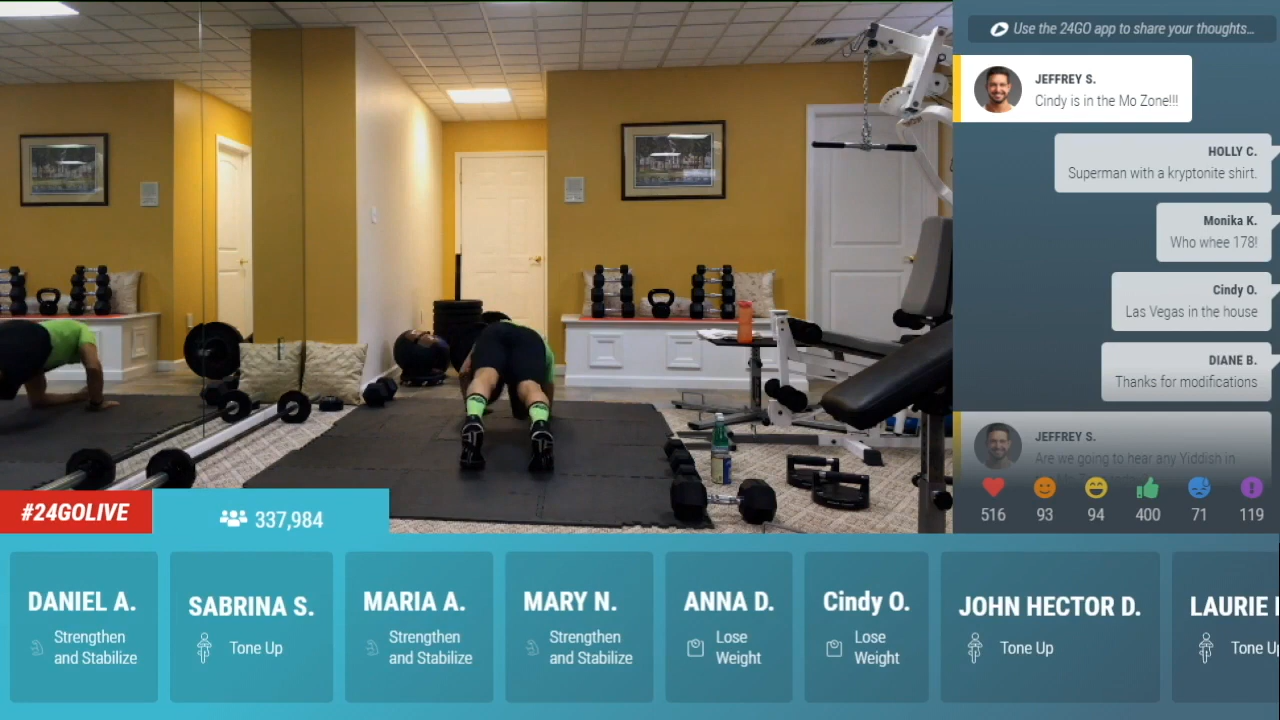 Use the 24GO app to share your thoughts...
JEFFREY S.
Cindy is in the Mo Zone!!!
HOLLY C.
Superman with a kryptonite shirt.
Monika K.
Who whee 178!
Cindy O.
Las Vegas in the house
DIANE B.
Thanks for modifications
JEFFREY S.
Are we going to hear any Yiddish in
516
93
94
400
71
119
#24GOLIVE
337,984
DANIEL A.
Strengthen
and Stabilize
SABRINA S.
Tone Up
MARIA A.
Strengthen
and Stabilize
MARY N.
Strengthen
and Stabilize
ANNA D.
Lose
Weight
Cindy O.
Lose
Weight
JOHN HECTOR D.
Tone Up
LAURIE
Tone Up